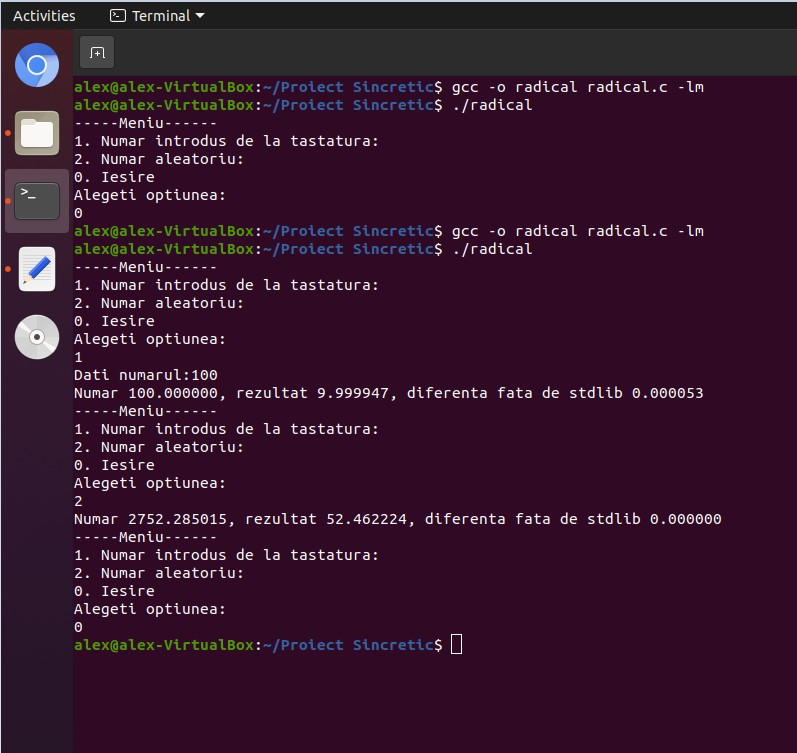 Activities Terminal
alex@alex-VirtualBox:~/Proiect Sincretic$ gcc -o radical radical.c -lm
alex@alex-VirtualBox:~/Proiect Sincretic$ ./radical
-----Meniu------
1. Numar introdus de la tastatura:
2. Numar aleatoriu:
0. Iesire
Alegeti optiunea:
0
alex@alex-VirtualBox:~/Proiect Sincretic$ gcc -o radical radical.c -lm
alex@alex-VirtualBox:~/Proiect Sincretic$ ./radical
-----Meniu------
1. Numar introdus de la tastatura:
2. Numar aleatoriu:
0. Iesire
Alegeti optiunea:
1
Dati numarul:100
Numar 100.000000, rezultat 9.999947, diferenta fata de stdlib 0.000053
-----Meniu------
1. Numar introdus de la tastatura:
2. Numar aleatoriu:
0. Iesire
Alegeti optiunea:
2
Numar 2752.285015, rezultat 52.462224, diferenta fata de stdlib 0.000000
-----Meniu------
1. Numar introdus de la tastatura:
2. Numar aleatoriu:
0. Iesire
Alegeti optiunea:
0
alex@alex-VirtualBox:~/Proiect Sincretic$